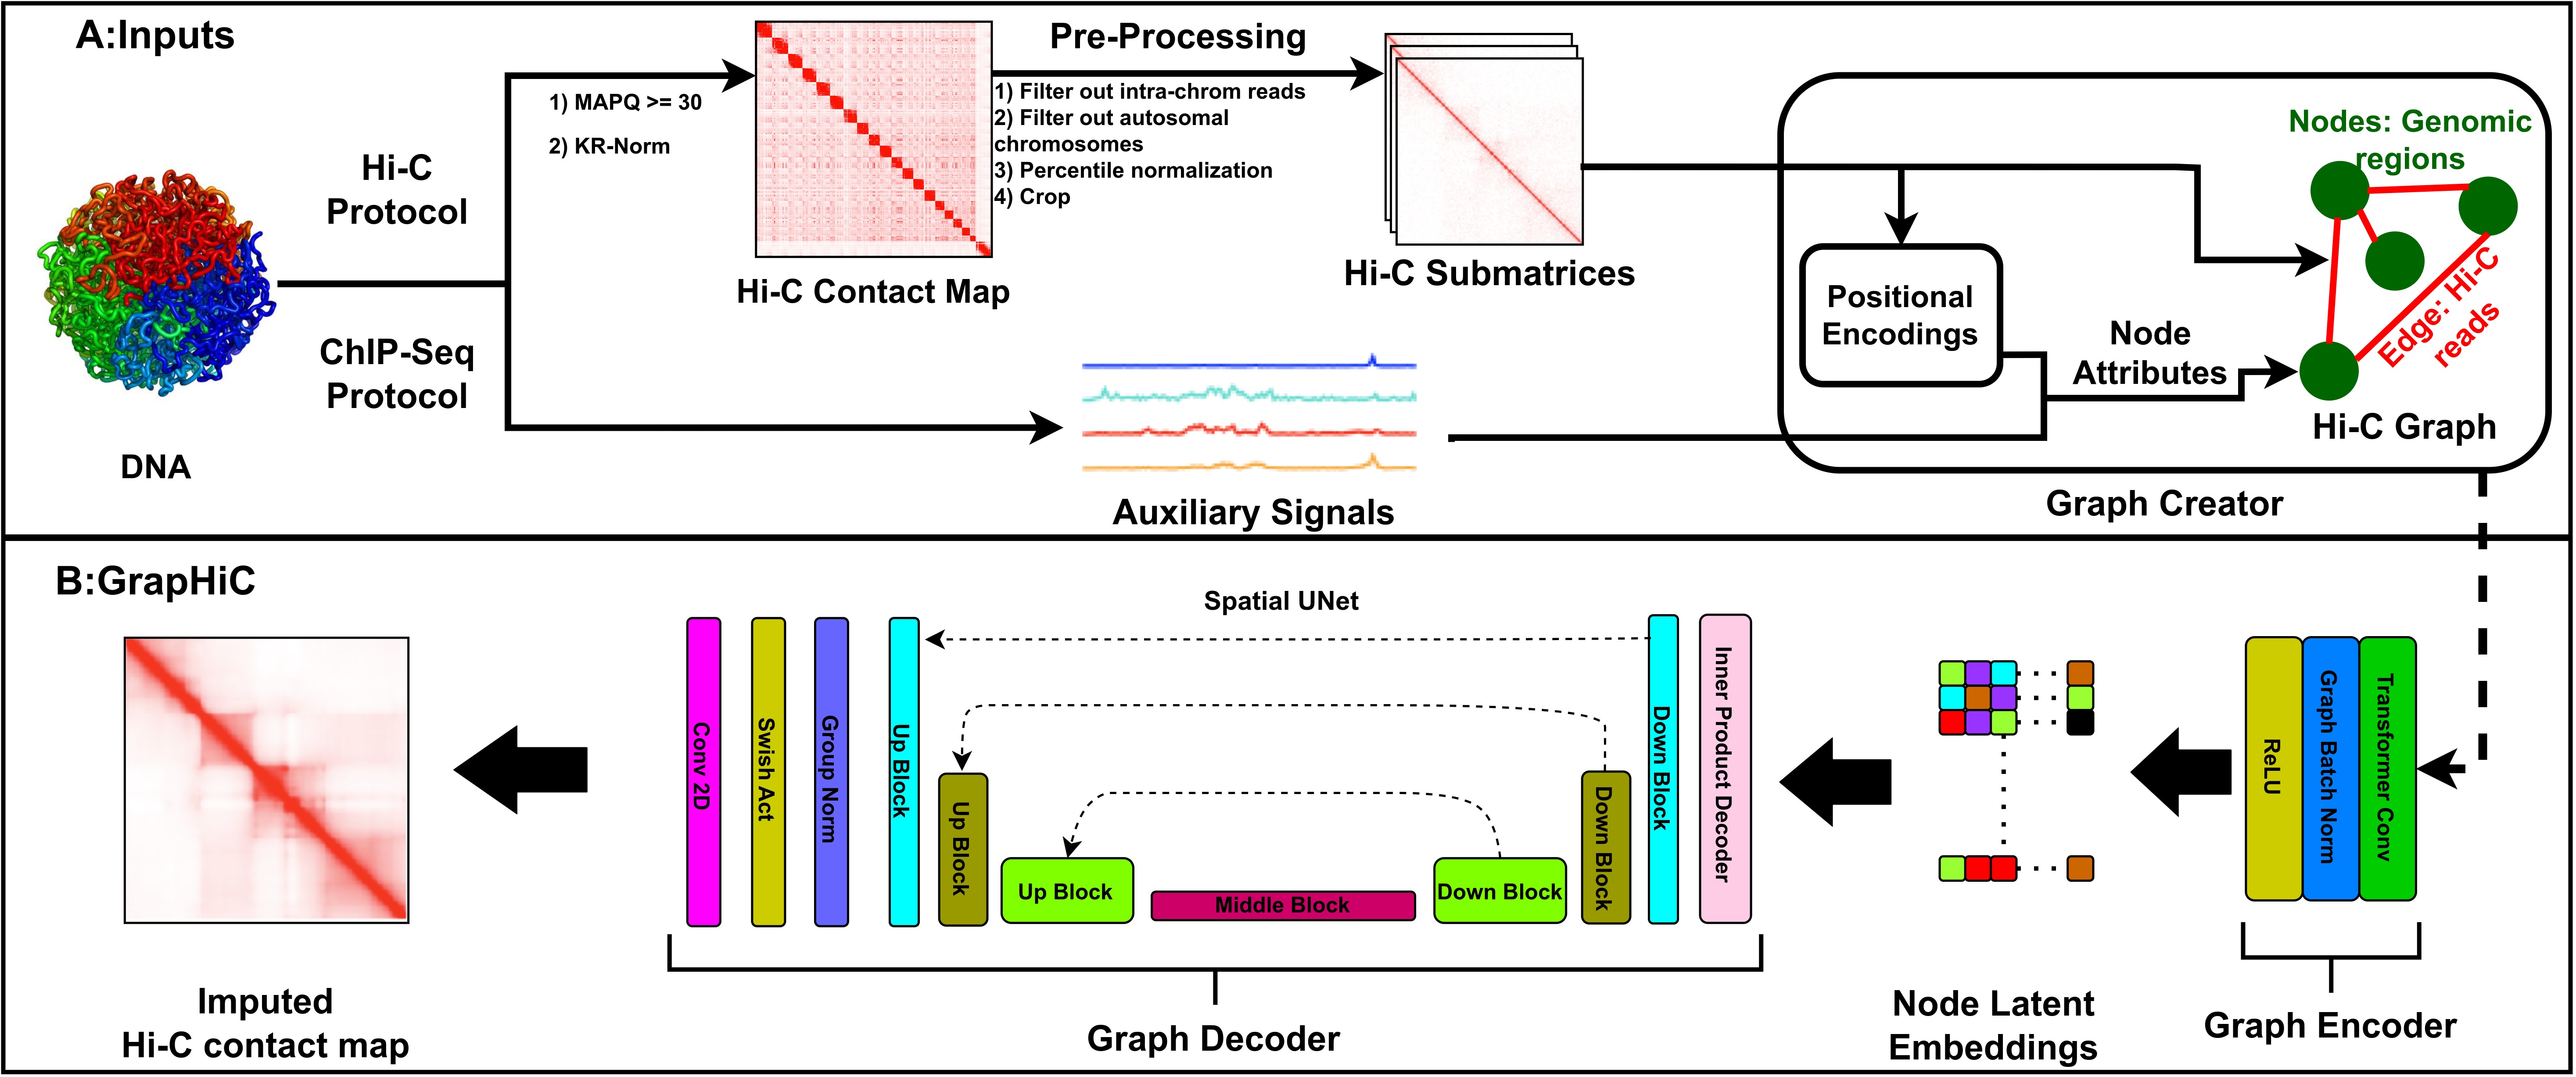 A:Inputs
Hi-C
Protocol
ChIP-Seq
Protocol
DNA
1) MAPQ >= 30
2) KR-Norm
Hi-C Contact Map
Pre-Processing
1) Filter out intra-chrom reads
2) Filter out autosomal
chromosomes
3) Percentile normalization
4) Crop
Hi-C Submatrices
Auxiliary Signals
Positional
Encodings
Node
Attributes
Nodes: Genomic
regions
Edge: Hi-C
reads
Hi-C Graph
Graph Creator
B:GrapHiC
Imputed
Hi-C contact map
Spatial UNet
Conv 2D
Swish Act
Group Norm
Up Block
Up Block
Up Block
Middle Block
Down Block
Down Block
Down Block
Inner Product Decoder
Graph Decoder
Node Latent
Embeddings
ReLU
Graph Batch Norm
Transformer Conv
Graph Encoder